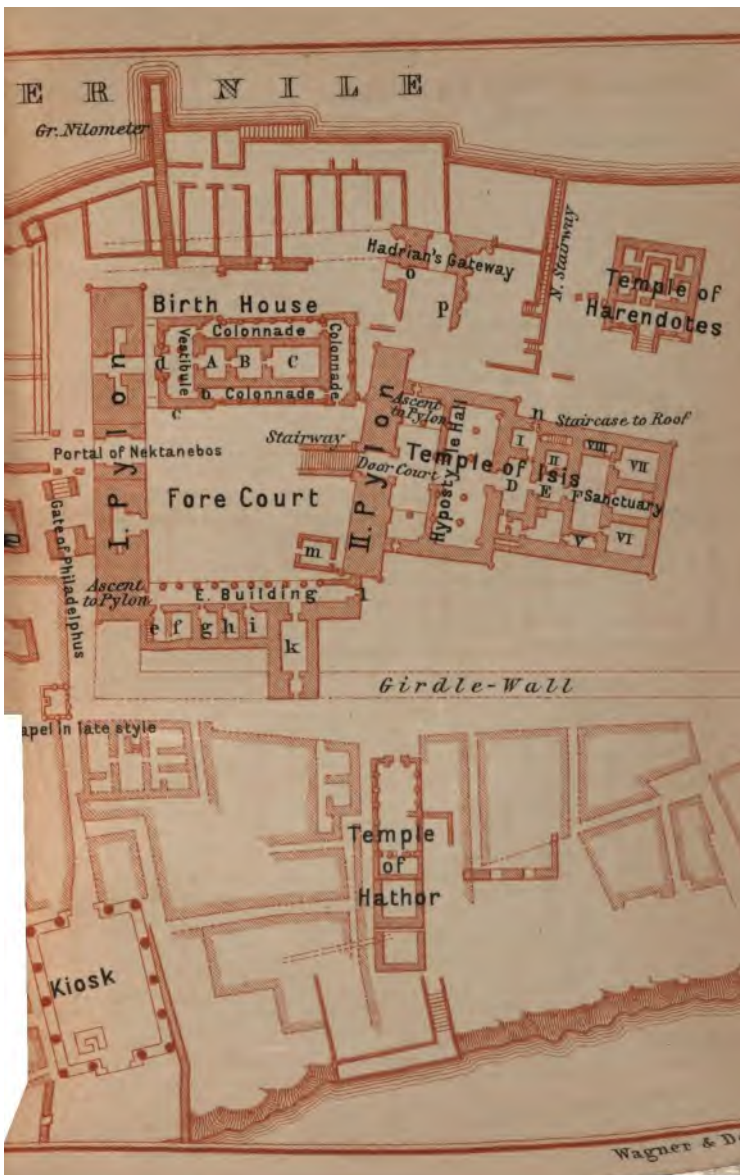 ER NILE
Gr. Nilometer
Hadrian's Gateway
o
p
N. Stairway
Temple of
Harendotes
Birth House
Colonnade
Vestibule
Colonnade
d
A
B
C
b
Colonnade
c
I. Pylon
Portal of Nektanebos
Stairway
Fore Court
Gate of Philadelphus
II. Pylon
Ascent
to Pylon
Door Court
Hypostyle Hall
Temple of Isis
n
Staircase to Roof
I
II
VIII
VII
D
E
F
Sanctuary
V
VI
m
Ascent
to Pylon
E. Building
l
e
f
g
h
i
k
Girdle-Wall
apel in late style
Temple
of
Hathor
Kiosk
Wagner & De